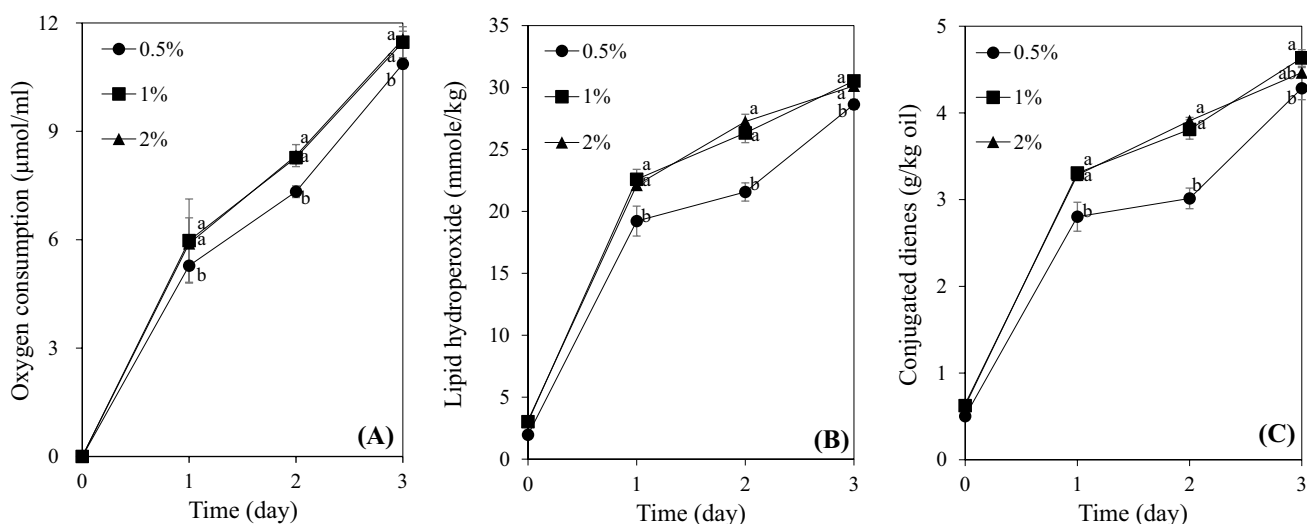 Oxygen consumption (μmol/ml)
12
9
6
3
0
0.5%
1%
2%
a
a
b
a
a
b
a
a
b
(A)
0
1
2
3
Time (day)
Lipid hydroperoxide (mmole/kg)
35
30
25
20
15
10
5
0
0.5%
1%
2%
a
a
b
a
a
b
a
a
b
(B)
0
1
2
3
Time (day)
Conjugated dienes (g/kg oil)
5
4
3
2
1
0
0.5%
1%
2%
a
a
b
a
a
b
a
ab
b
(C)
0
1
2
3
Time (day)